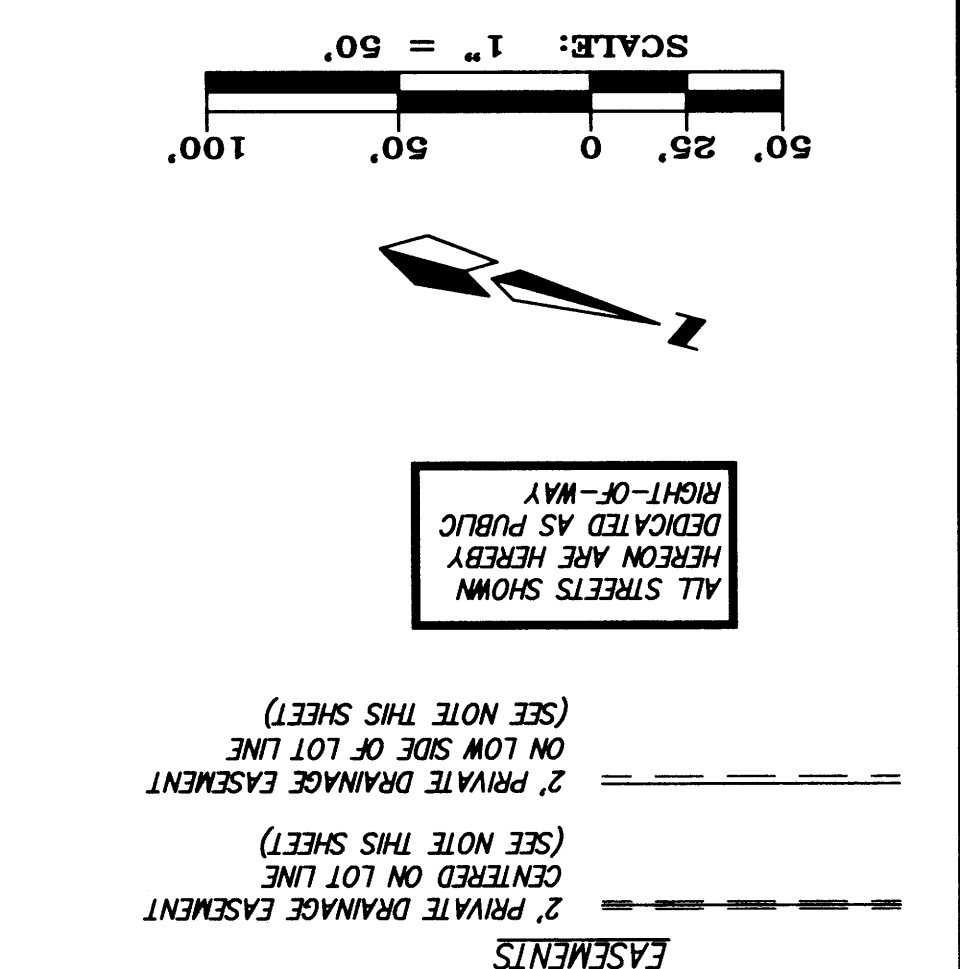 EASEMENTS
2' PRIVATE DRAINAGE EASEMENT
CENTERED ON LOT LINE
(SEE NOTE THIS SHEET)
2' PRIVATE DRAINAGE EASEMENT
ON LOW SIDE OF LOT LINE
(SEE NOTE THIS SHEET)
ALL STREETS SHOWN
HEREON ARE HEREBY
DEDICATED AS PUBLIC
RIGHT-OF-WAY
N
50' 25' 0 50' 100'
SCALE: 1" = 50'